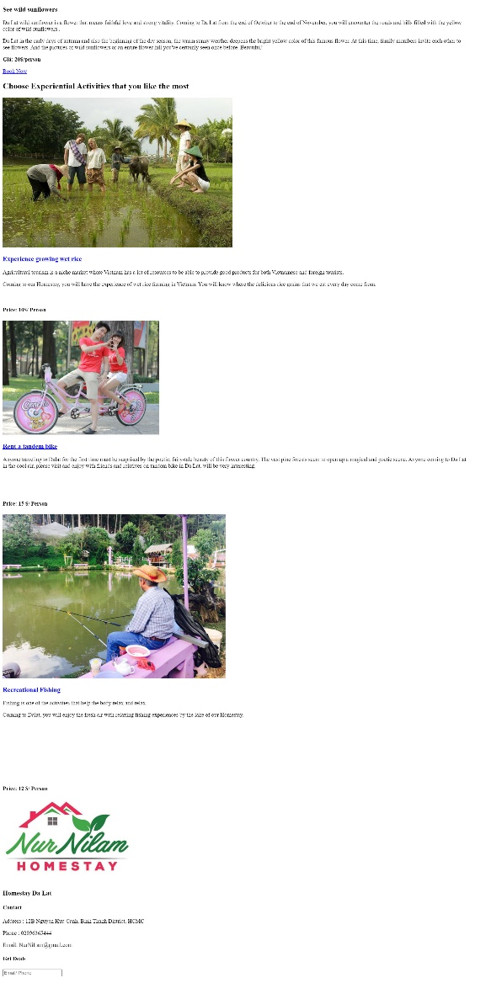 See wild sunflowers
Da Lat wild sunflower is a flower that means faithful love and strong vitality. Coming to Da Lat from the end of October to the end of November, you will encounter the roads and hills filled with the yellow
color of wild sunflowers..
Da Lat in the early days of autumn and also the beginning of the dry season, the warm sunny weather deepens the bright yellow color of this famous flower. At this time, family members invite each other to
see flowers. And the pictures of wild sunflowers or an entire flower hill you've certainly seen once before. Beautiful!
Giá: 20$/person
Book Now
Choose Experiential Activities that you like the most
Experience growing wet rice
Agricultural tourism is a niche market where Vietnam has a lot of resources to be able to provide good products for both Vietnamese and foreign tourists.
Coming to our Homestay, you will have the experience of wet rice farming in Vietnam. You will know where the delicious rice grains that we eat every day come from.
Price: 10$/ Person
Rent a tandem bike
Anyone traveling to Dalat for the first time must be surprised by the poetic, fairy-tale beauty of this flower country. The vast pine forests seem to open up a magical and poetic scene. Anyone coming to Da Lat
in the cool air, please visit and enjoy with friends and relatives on tandem bike in Da Lat, will be very interesting.
Price: 15 $/ Person
Recreational Fishing
Fishing is one of the activities that help the body relax and relax.
Coming to Dalat, you will enjoy the fresh air with relaxing fishing experiences by the lake of our Homestay.
Price: 12 $/ Person
Nur Nilam
HOMESTAY
Homestay Da Lat
Contact
Address : 12B Nguyen Huu Canh, Binh Thanh District, HCMC
Phone : 02896365444
Email: NurNilam@gmail.com
Get Deals
Email/ Phone